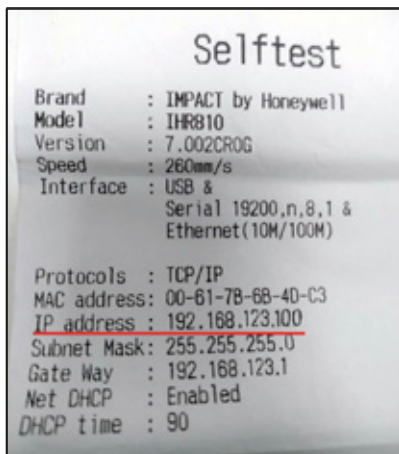 Selftest
Brand : IMPACT by Honeywell
Model : IHR810
Version : 7.002CROG
Speed : 260mm/s
Interface : USB &
Serial 19200,n,8,1 &
Ethernet(10M/100M)
Protocols : TCP/IP
MAC address: 00-61-7B-6B-4D-C3
IP address : 192.168.123.100
Subnet Mask: 255.255.255.0
Gate Way : 192.168.123.1
Net DHCP : Enabled
DHCP time : 90